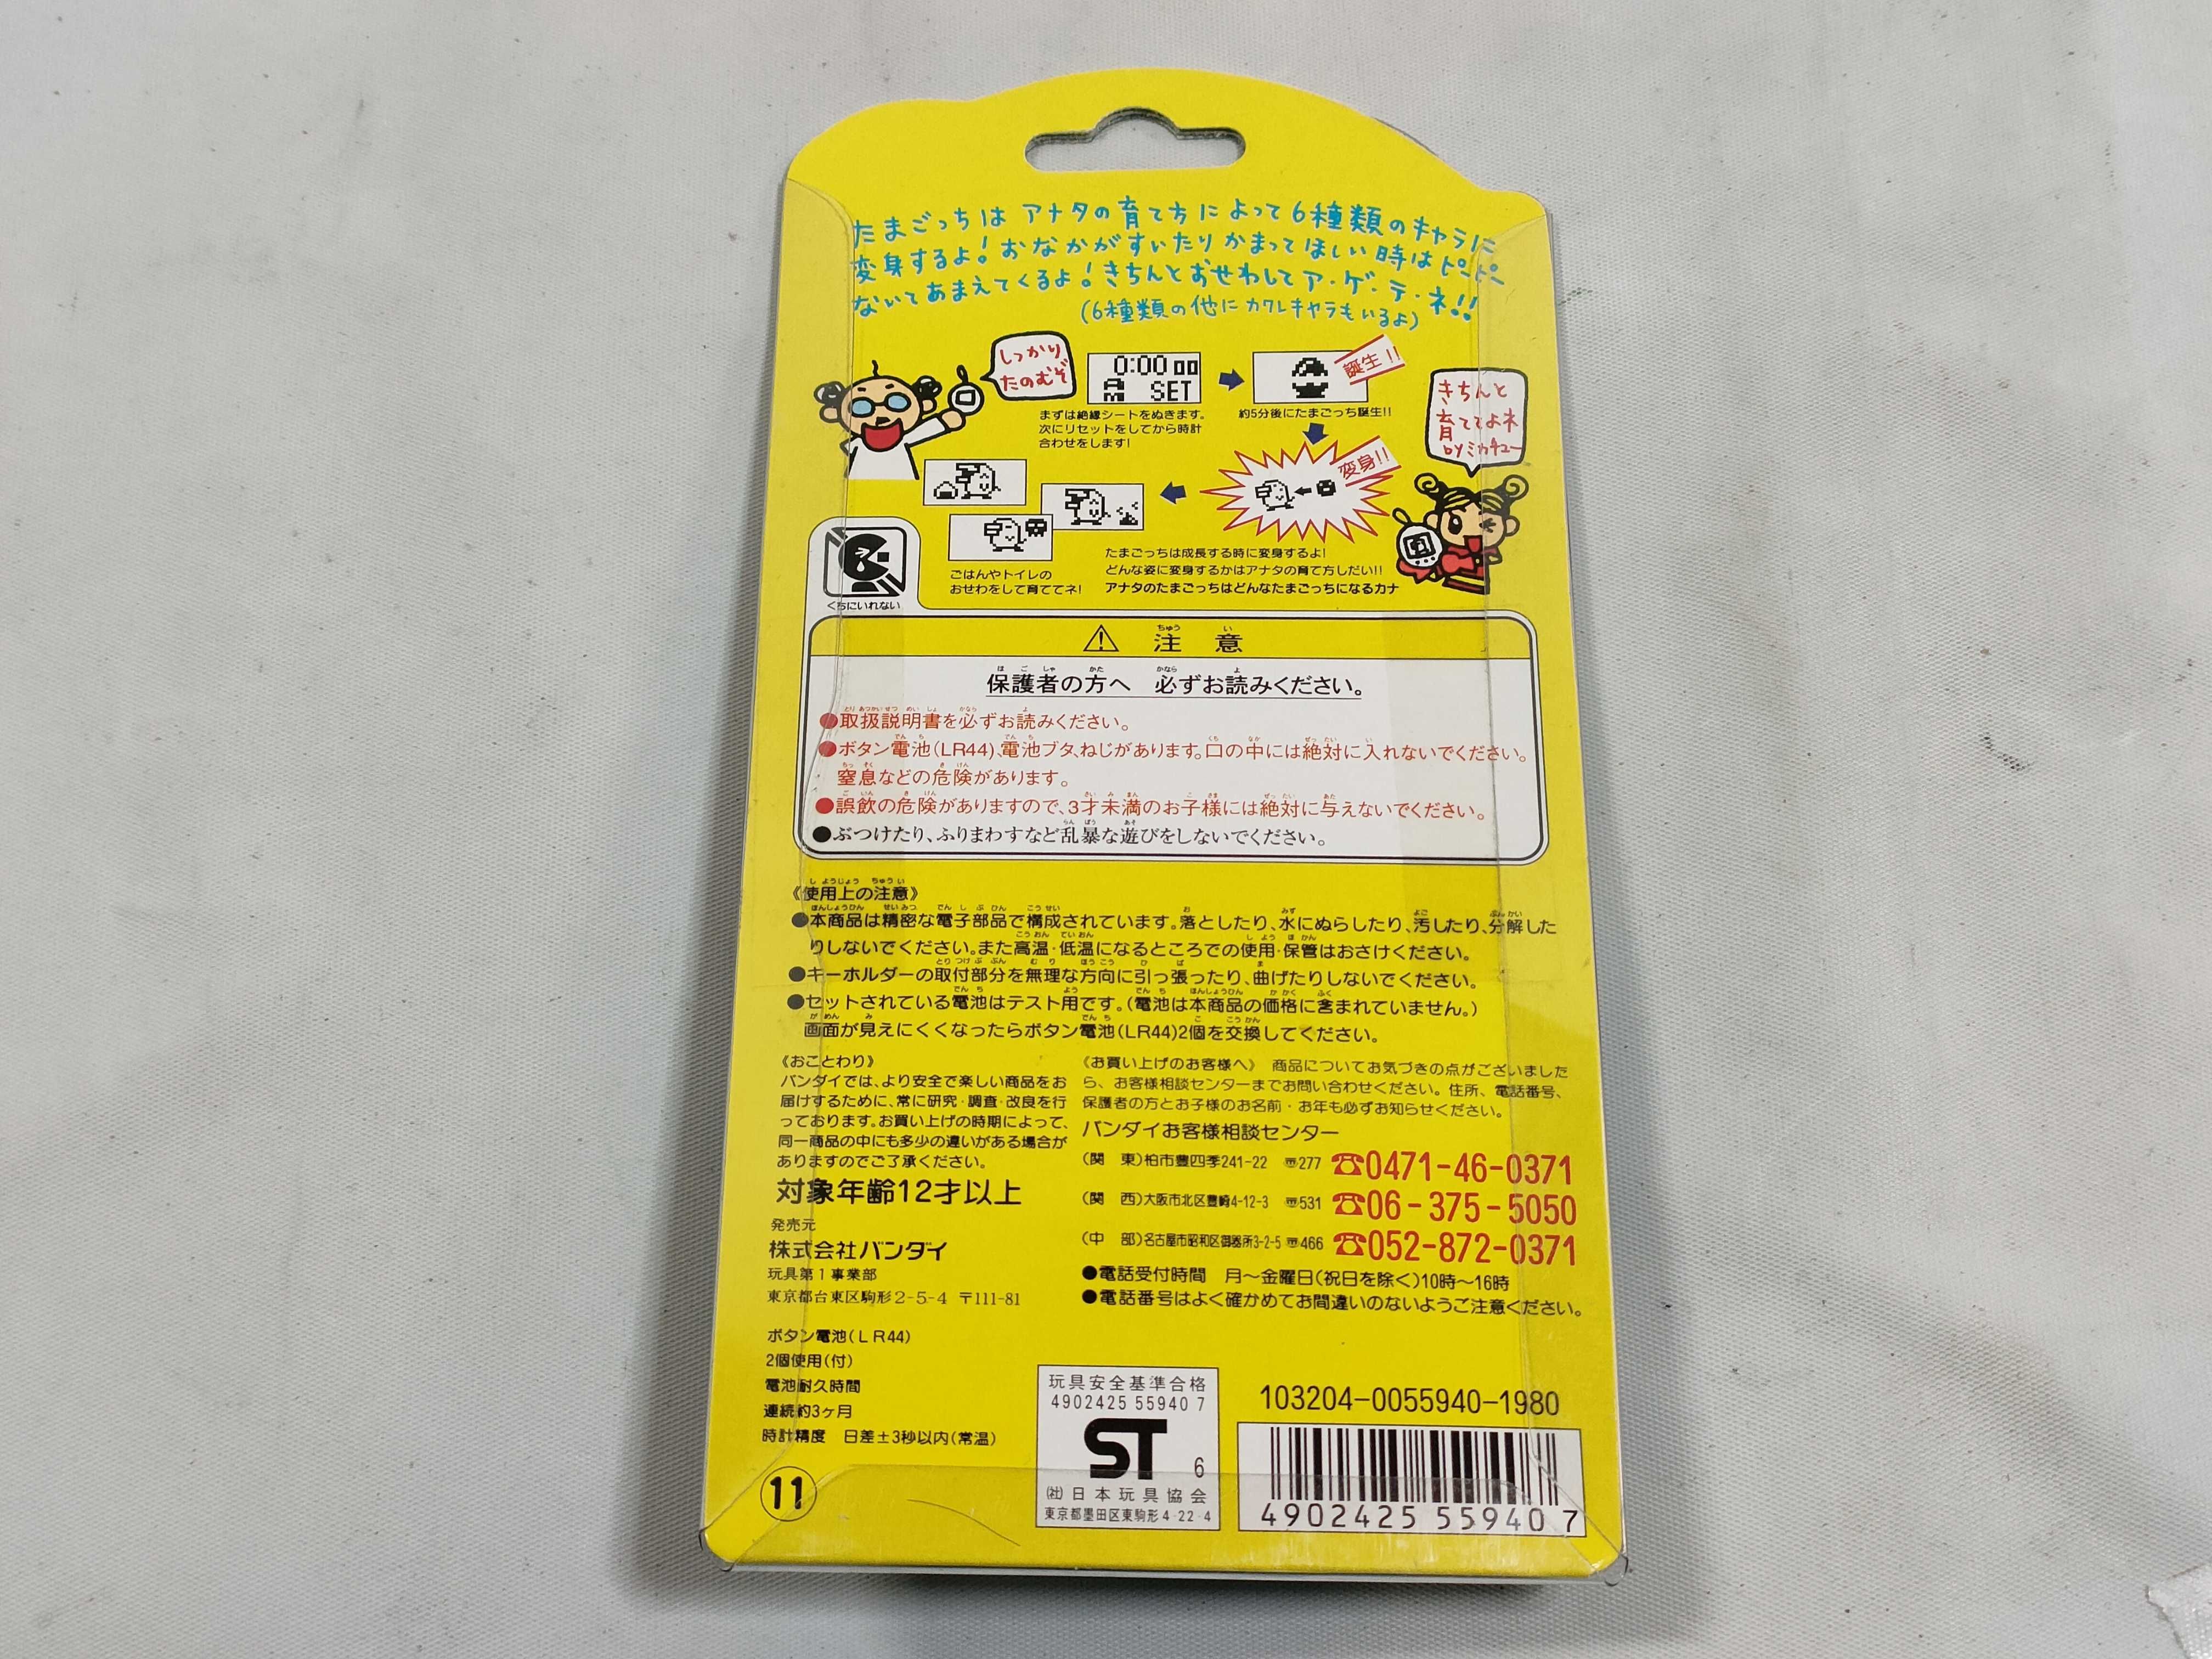 たまごっちは アナタの育て方によって6種類のキャラに
変身するよ!おなかがすいたりかまってほしい時はピーピー
ないてあまえてくるよ!きちんとおせわしてア・ゲ・テ・ネ!!
(6種類の他にカクレキャラもいるよ)
しっかり
たのむぞ
0:00 00
AM SET
まずは絶縁シートをぬきます。
次にリセットをしてから時計
合わせをします!
誕生!!
約5分後にたまごっち誕生!!
きちんと
育ててよネ
byミカチュー
変身!!
たまごっちは成長する時に変身するよ!
どんな姿に変身するかはアナタの育て方しだい!!
アナタのたまごっちはどんなたまごっちになるカナ
ごはんやトイレの
おせわをして育ててネ!
くちにいれない
注意
保護者の方へ 必ずお読みください。
●取扱説明書を必ずお読みください。
●ボタン電池(LR44)、電池ブタ、ねじがあります。口の中には絶対に入れないでください。
窒息などの危険があります。
●誤飲の危険がありますので、3才未満のお子様には絶対に与えないでください。
●ぶつけたり、ふりまわすなど乱暴な遊びをしないでください。
《使用上の注意》
●本商品は精密な電子部品で構成されています。落としたり、水にぬらしたり、汚したり、分解した
りしないでください。また高温・低温になるところでの使用・保管はおさけください。
●キーホルダーの取付部分を無理な方向に引っ張ったり、曲げたりしないでください。
●セットされている電池はテスト用です。(電池は本商品の価格に含まれていません。)
画面が見えにくくなったらボタン電池(LR44)2個を交換してください。
《おことわり》
バンダイでは、より安全で楽しい商品をお
届けするために、常に研究・調査・改良を行
っております。お買い上げの時期によって、
同一商品の中にも多少の違いがある場合が
ありますのでご了承ください。
対象年齢12才以上
発売元
株式会社バンダイ
玩具第1事業部
東京都台東区駒形2-5-4 〒111-81
《お買い上げのお客様へ》 商品についてお気づきの点がございました
ら、お客様相談センターまでお問い合わせください。住所、電話番号、
保護者の方とお子様のお名前・お年も必ずお知らせください。
バンダイお客様相談センター
(関 東)柏市豊四季241-22 〠277 ☎0471-46-0371
(関 西)大阪市北区豊崎4-12-3 〠531 ☎06-375-5050
(中 部)名古屋市昭和区御器所3-2-5 〠466 ☎052-872-0371
●電話受付時間 月〜金曜日(祝日を除く)10時〜16時
●電話番号はよく確かめてお間違いのないようご注意ください。
ボタン電池(LR44)
2個使用(付)
電池耐久時間
連続約3ヶ月
時計精度 日差±3秒以内(常温)
11
玩具安全基準合格
4902425 55940 7
ST 6
(社)日本玩具協会
東京都墨田区東駒形4-22-4
103204-0055940-1980
4902425 55940 7